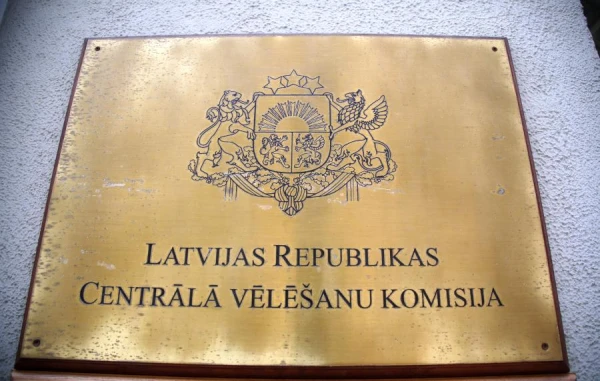 LATVIJAS REPUBLIKAS
CENTRĀLĀ VĒLĒŠANU KOMISIJA